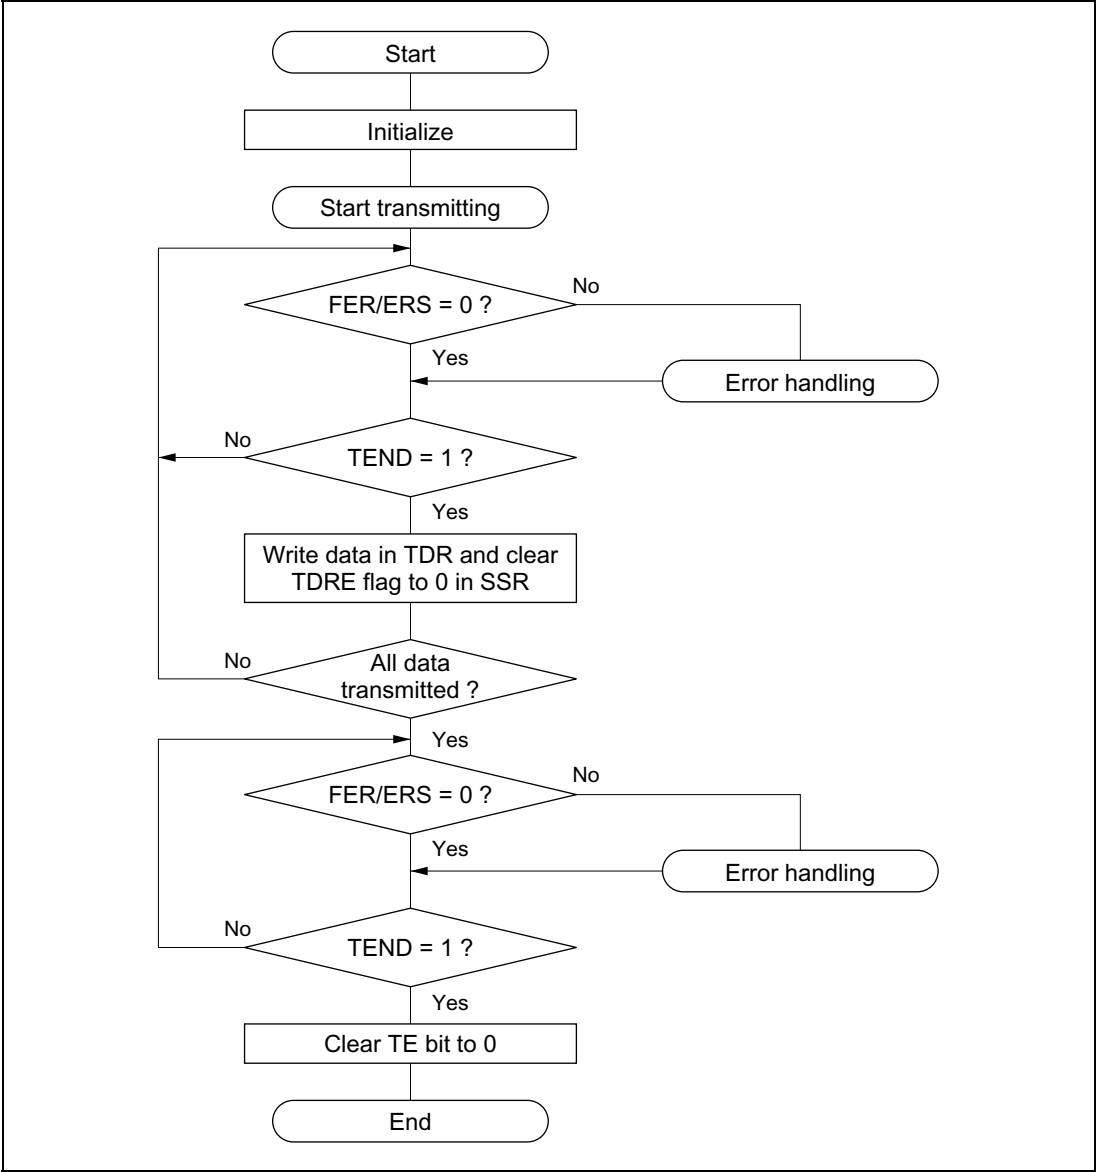 Start
Initialize
Start transmitting
FER/ERS = 0 ?
No
Yes
Error handling
No
TEND = 1 ?
Yes
Write data in TDR and clear
TDRE flag to 0 in SSR
No
All data
transmitted ?
Yes
FER/ERS = 0 ?
No
Yes
Error handling
No
TEND = 1 ?
Yes
Clear TE bit to 0
End